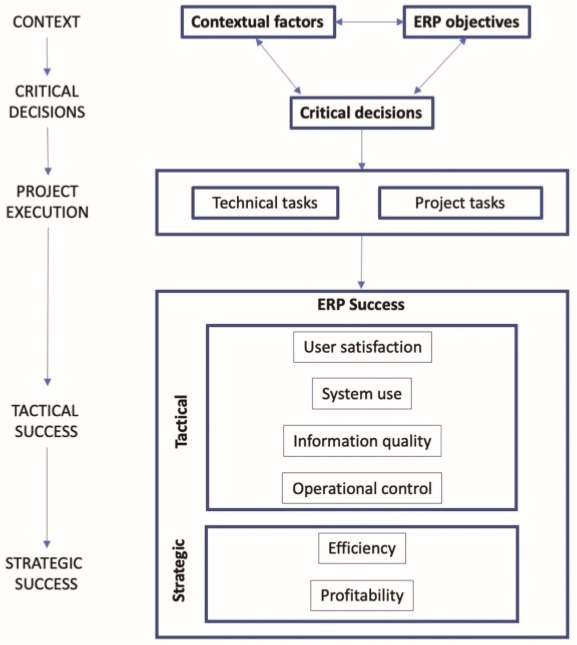 CONTEXT
Contextual factors
ERP objectives
CRITICAL
DECISIONS
Critical decisions
PROJECT
EXECUTION
Technical tasks
Project tasks
ERP Success
Tactical
User satisfaction
System use
Information quality
Operational control
TACTICAL
SUCCESS
Strategic
Efficiency
Profitability
STRATEGIC
SUCCESS